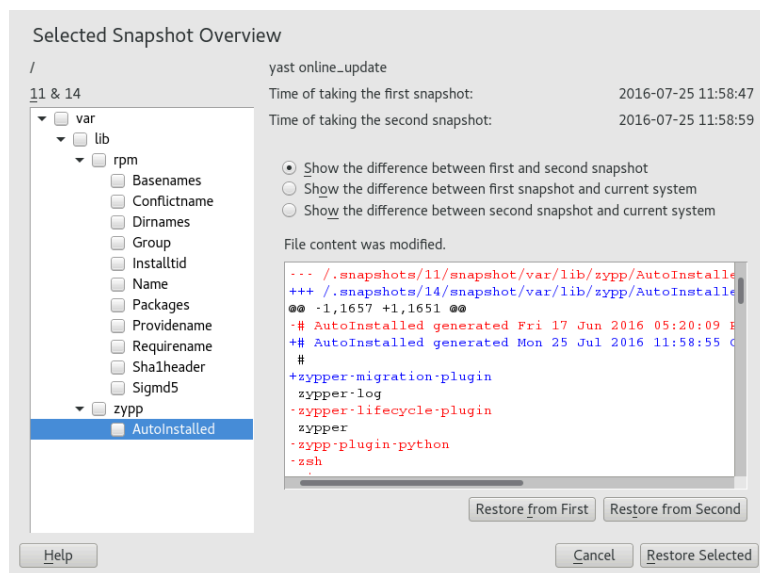 Selected Snapshot Overview
/
11 & 14
var
lib
rpm
Basenames
Conflictname
Dirnames
Group
Installtid
Name
Packages
Providename
Requirename
Sha1header
Sigmd5
zypp
AutoInstalled
yast online_update
Time of taking the first snapshot: 2016-07-25 11:58:47
Time of taking the second snapshot: 2016-07-25 11:58:59
Show the difference between first and second snapshot
Show the difference between first snapshot and current system
Show the difference between second snapshot and current system
File content was modified.
--- /.snapshots/11/snapshot/var/lib/zypp/AutoInstalle
+++ /.snapshots/14/snapshot/var/lib/zypp/AutoInstalle
@@ -1,1657 +1,1651 @@
-# AutoInstalled generated Fri 17 Jun 2016 05:20:09
+# AutoInstalled generated Mon 25 Jul 2016 11:58:55
#
+zypper-migration-plugin
zypper-log
-zypper-lifecycle-plugin
zypper
-zypp-plugin-python
-zsh
Restore from First Restore from Second
Help Cancel Restore Selected